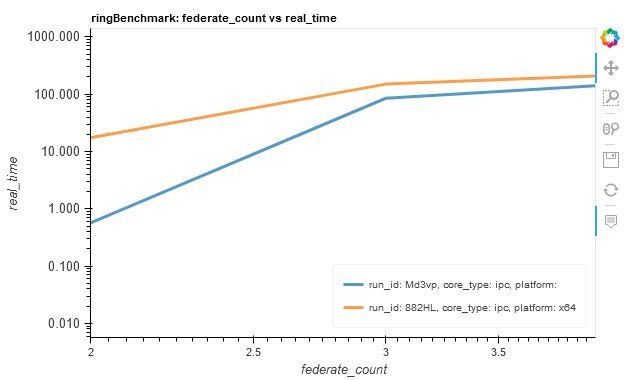 ringBenchmark: federate_count vs real_time
1000.000
100.000
10.000
1.000
0.100
0.010
real_time
2
2.5
3
3.5
federate_count
run_id: Md3vp, core_type: ipc, platform:
run_id: 882HL, core_type: ipc, platform: x64